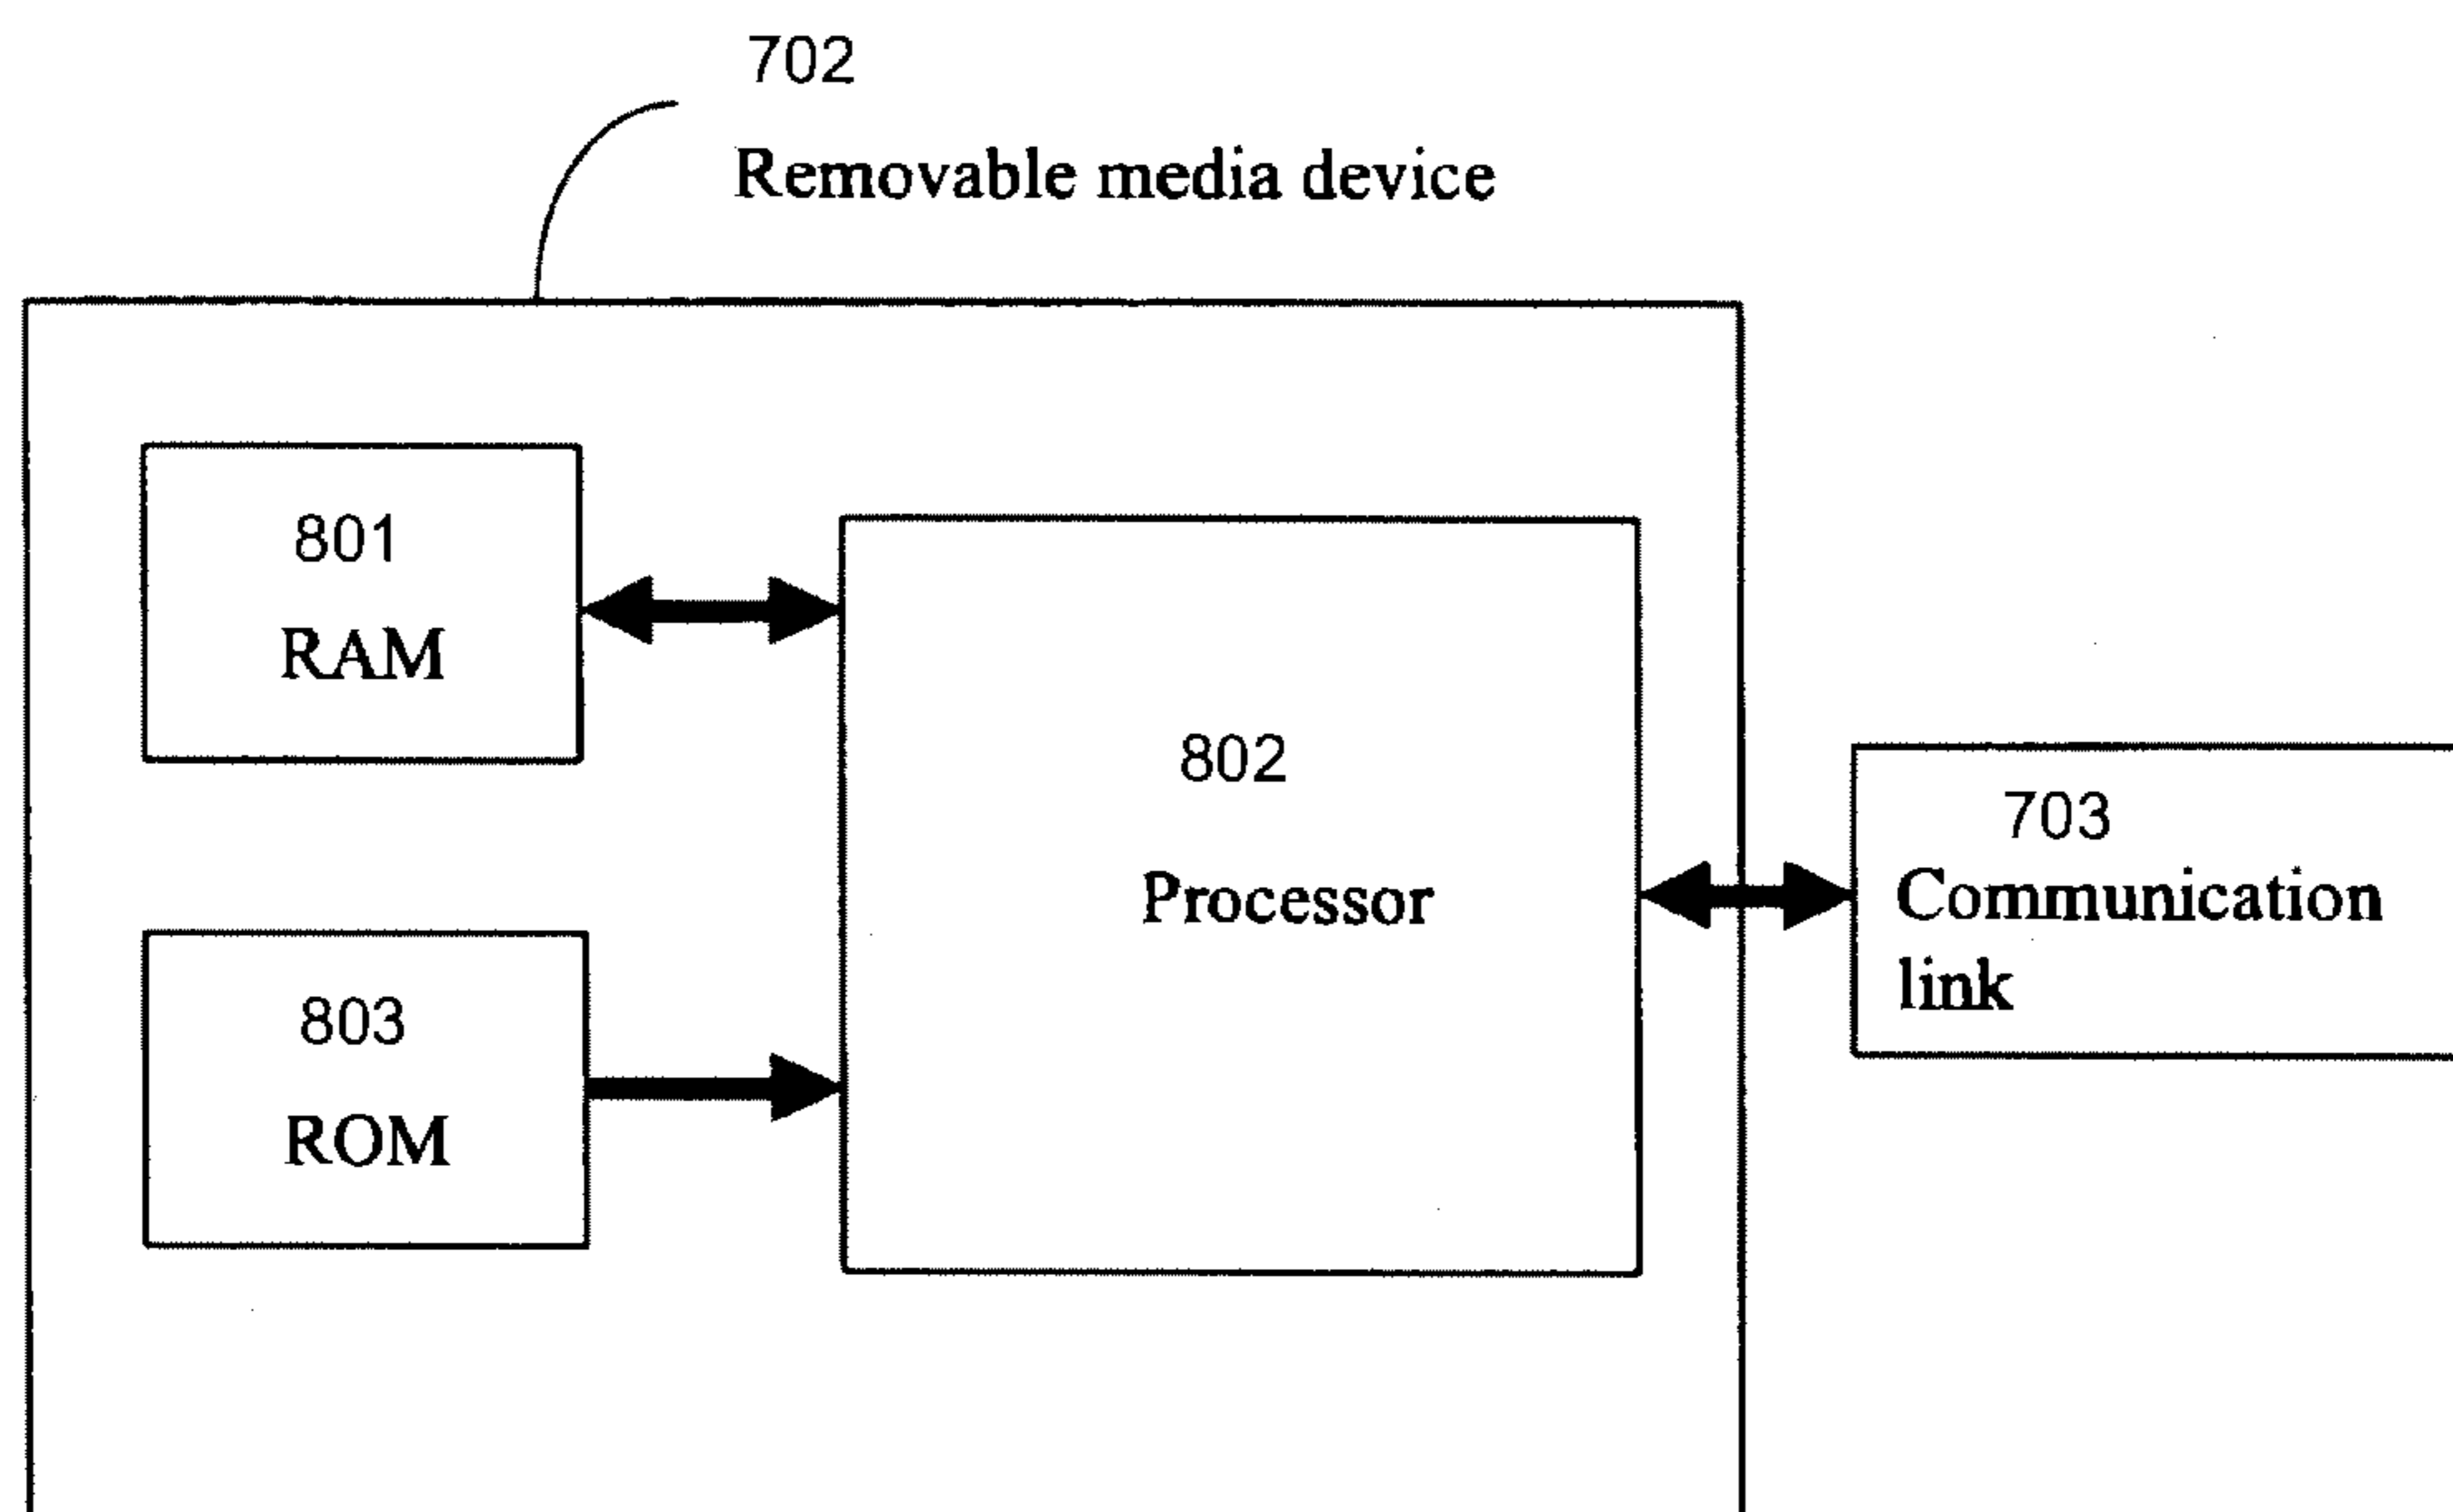 702
Removable media device
801
RAM
802
Processor
703
Communication
link
803
ROM